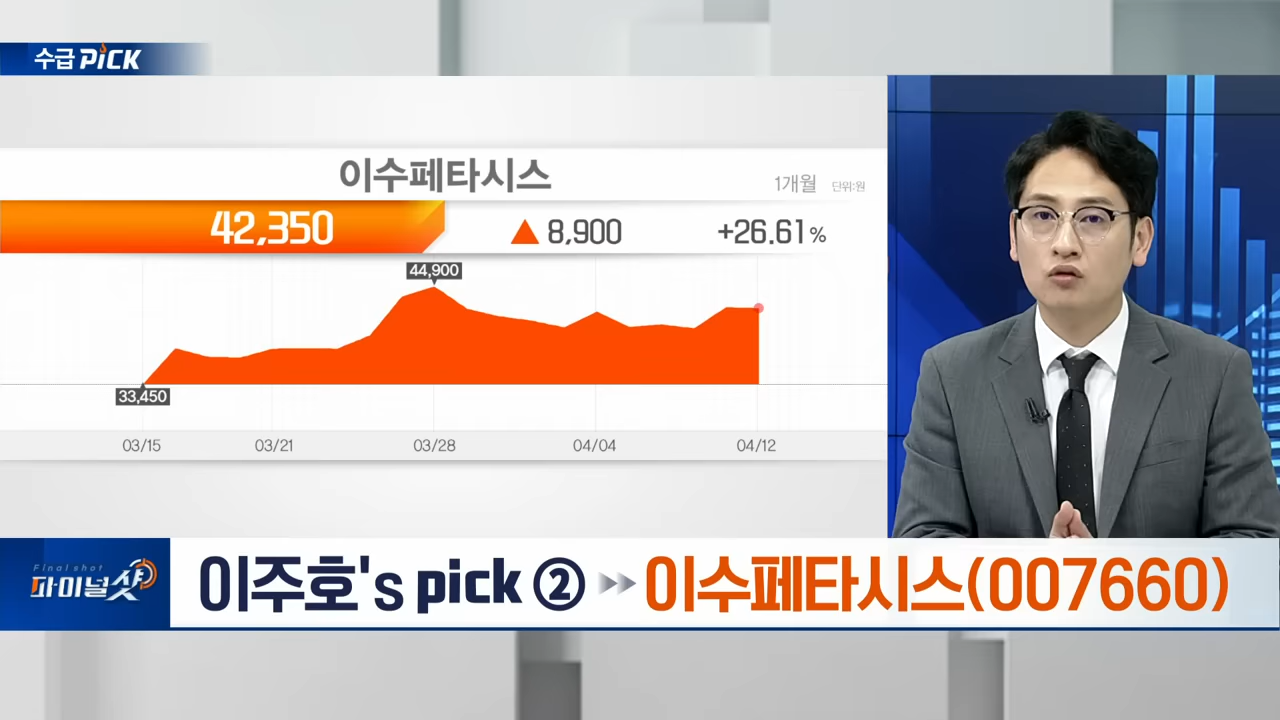 수급 PiCK
이수페타시스
1개월 단위:원
42,350 ▲ 8,900 +26.61%
44,900
33,450
03/15 03/21 03/28 04/04 04/12
Final shot
파이널샷
이주호's pick ② 이수페타시스(007660)